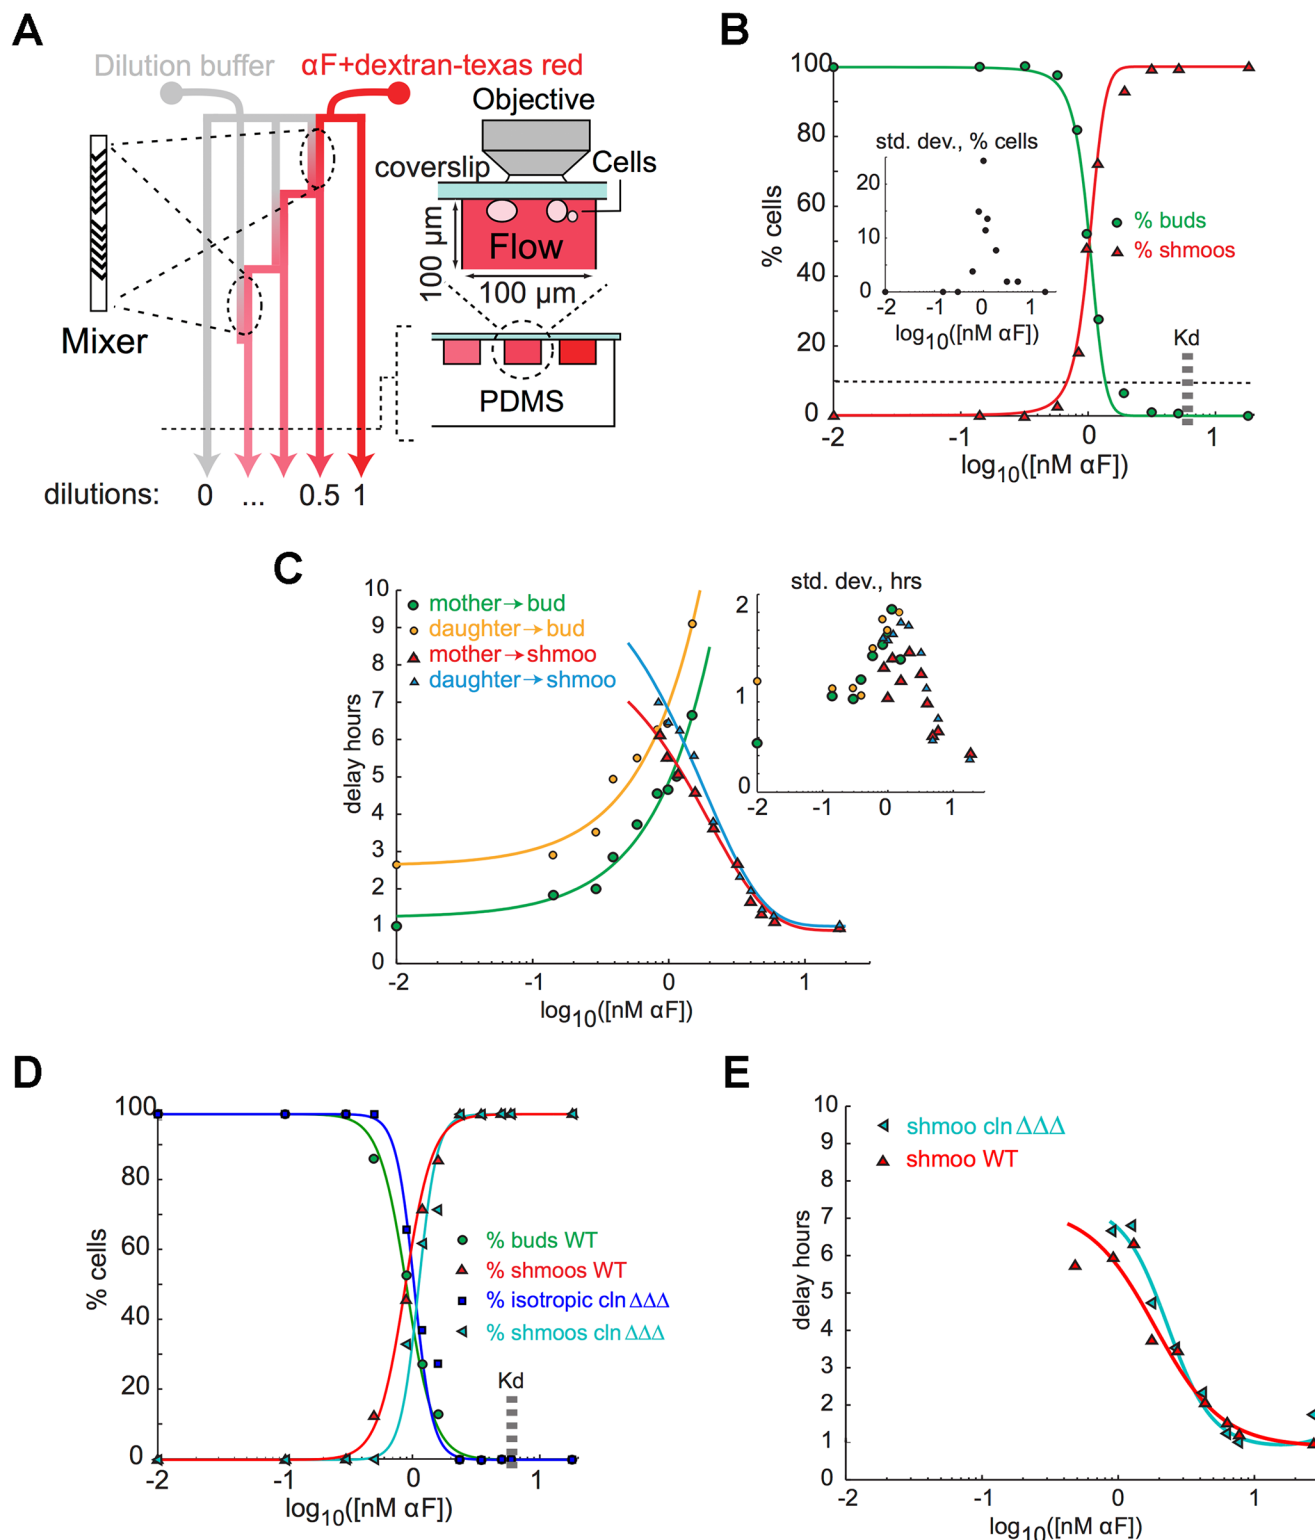 A
Dilution buffer
αF+dextran-texas red
Objective
coverslip
Cells
100 µm
Flow
100 µm
Mixer
PDMS
dilutions: 0 ... 0.5 1
B
100
80
60
40
20
0
% cells
std. dev., % cells
20
10
0
-2 -1 0 1
log10([nM αF])
% buds
% shmoos
Kd
-2 -1 0 1
log10([nM αF])
C
10
9
8
7
6
5
4
3
2
1
0
delay hours
mother→bud
daughter→bud
mother→shmoo
daughter→shmoo
-2 -1 0 1
log10([nM αF])
std. dev., hrs
2
1
0
-2 -1 0 1
D
100
80
60
40
20
0
% cells
% buds WT
% shmoos WT
% isotropic cln ΔΔΔ
% shmoos cln ΔΔΔ
Kd
-2 -1 0 1
log10([nM αF])
E
10
9
8
7
6
5
4
3
2
1
0
delay hours
shmoo cln ΔΔΔ
shmoo WT
-2 -1 0 1
log10([nM αF])